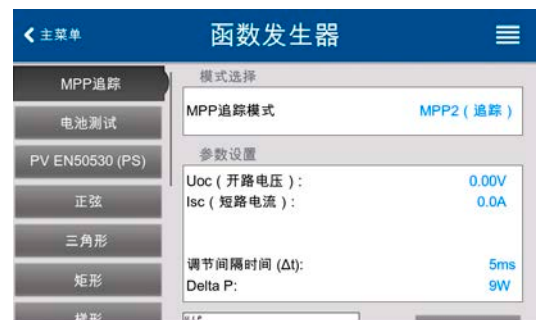 主菜单
函数发生器
MPP追踪
电池测试
PV EN50530 (PS)
正弦
三角形
矩形
梯形
模式选择
MPP追踪模式
MPP2（追踪）
参数设置
Uoc（开路电压）:
0.00V
Isc（短路电流）:
0.0A
调节间隔时间 (Δt):
5ms
Delta P:
9W